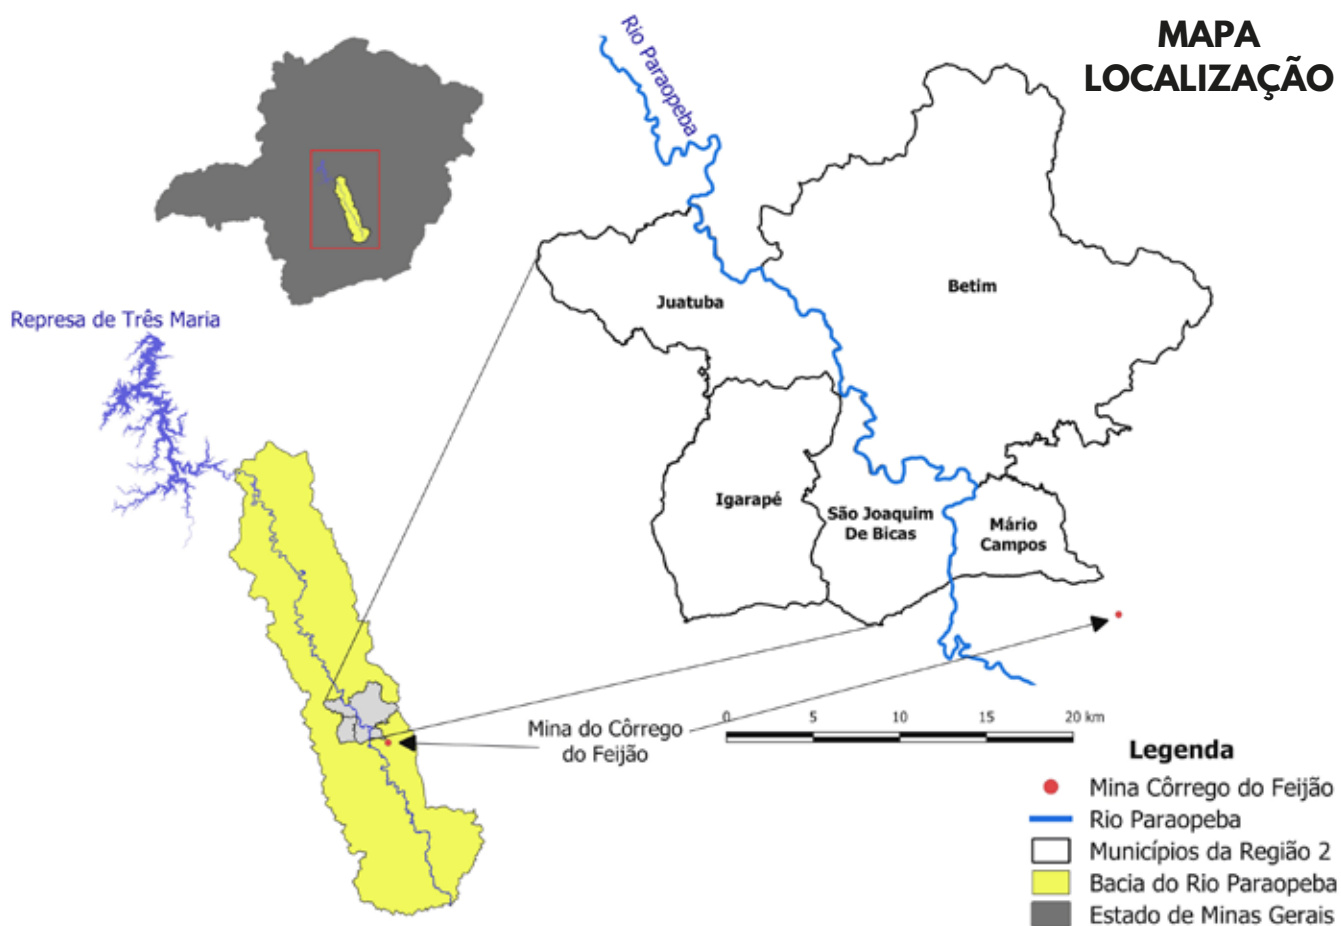 MAPA
LOCALIZAÇÃO
Rio Paraopeba
Represa de Três Maria
Juatuba
Betim
Igarapé
São Joaquim
De Bicas
Mário
Campos
Mina do Côrrego
do Feijão
0 5 10 15 20 km
Legenda
Mina Côrrego do Feijão
Rio Paraopeba
Municípios da Região 2
Bacia do Rio Paraopeba
Estado de Minas Gerais